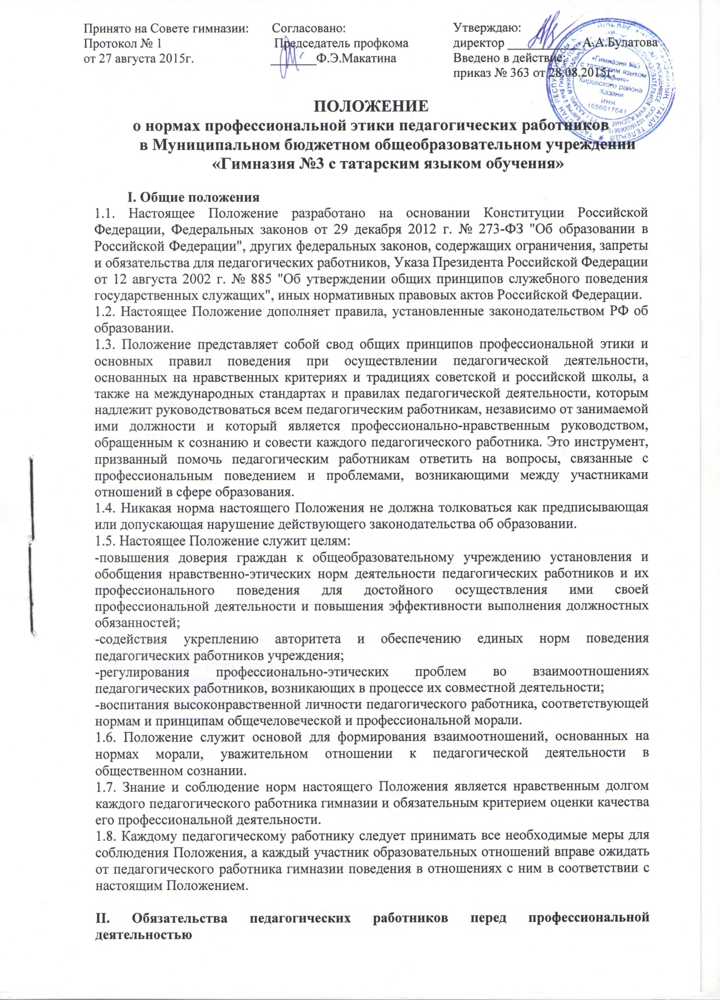 Принято на Совете гимназии:
Протокол № 1
от 27 августа 2015г.
Согласовано:
Председатель профкома
_______Ф.Э.Макатина
Утверждаю:
директор ____________А.А.Булатова
Введено в действие:
приказ № 363 от 28.08.2015г.
«Гимназия №3
с татарским языком
обучения»
Кировского района
г.Казани
ИНН
1656017641
ПОЛОЖЕНИЕ
о нормах профессиональной этики педагогических работников
в Муниципальном бюджетном общеобразовательном учреждении
«Гимназия №3 с татарским языком обучения»
I. Общие положения
1.1. Настоящее Положение разработано на основании Конституции Российской
Федерации, Федеральных законов от 29 декабря 2012 г. № 273-ФЗ "Об образовании в
Российской Федерации", других федеральных законов, содержащих ограничения, запреты
и обязательства для педагогических работников, Указа Президента Российской Федерации
от 12 августа 2002 г. № 885 "Об утверждении общих принципов служебного поведения
государственных служащих", иных нормативных правовых актов Российской Федерации.
1.2. Настоящее Положение дополняет правила, установленные законодательством РФ об
образовании.
1.3. Положение представляет собой свод общих принципов профессиональной этики и
основных правил поведения при осуществлении педагогической деятельности,
основанных на нравственных критериях и традициях советской и российской школы, а
также на международных стандартах и правилах педагогической деятельности, которым
надлежит руководствоваться всем педагогическим работникам, независимо от занимаемой
ими должности и который является профессионально-нравственным руководством,
обращенным к сознанию и совести каждого педагогического работника. Это инструмент,
призванный помочь педагогическим работникам ответить на вопросы, связанные с
профессиональным поведением и проблемами, возникающими между участниками
отношений в сфере образования.
1.4. Никакая норма настоящего Положения не должна толковаться как предписывающая
или допускающая нарушение действующего законодательства об образовании.
1.5. Настоящее Положение служит целям:
-повышения доверия граждан к общеобразовательному учреждению установления и
обобщения нравственно-этических норм деятельности педагогических работников и их
профессионального поведения для достойного осуществления ими своей
профессиональной деятельности и повышения эффективности выполнения должностных
обязанностей;
-содействия укреплению авторитета и обеспечению единых норм поведения
педагогических работников учреждения;
-регулирования профессионально-этических проблем во взаимоотношениях
педагогических работников, возникающих в процессе их совместной деятельности;
-воспитания высоконравственной личности педагогического работника, соответствующей
нормам и принципам общечеловеческой и профессиональной морали.
1.6. Положение служит основой для формирования взаимоотношений, основанных на
нормах морали, уважительном отношении к педагогической деятельности в
общественном сознании.
1.7. Знание и соблюдение норм настоящего Положения является нравственным долгом
каждого педагогического работника гимназии и обязательным критерием оценки качества
его профессиональной деятельности.
1.8. Каждому педагогическому работнику следует принимать все необходимые меры для
соблюдения Положения, а каждый участник образовательных отношений вправе ожидать
от педагогического работника гимназии поведения в отношениях с ним в соответствии с
настоящим Положением.
II. Обязательства педагогических работников перед профессиональной
деятельностью